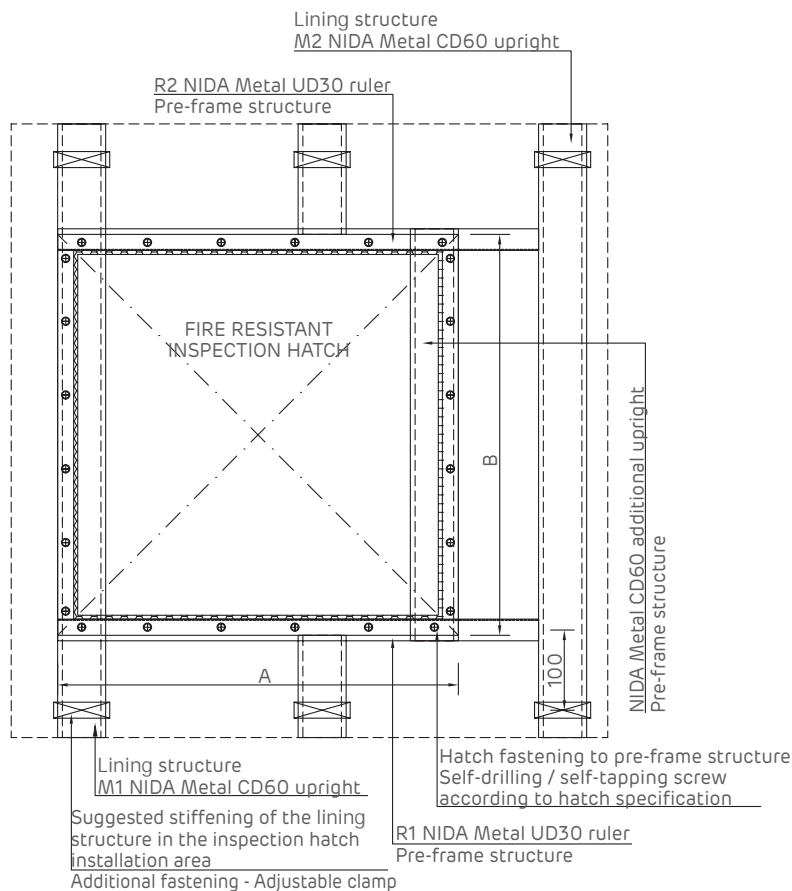 Lining structure
M2 NIDA Metal CD60 upright
R2 NIDA Metal UD30 ruler
Pre-frame structure
FIRE RESISTANT
INSPECTION HATCH
B
NIDA Metal CD60 additional upright
Pre-frame structure
100
A
Lining structure
M1 NIDA Metal CD60 upright
Hatch fastening to pre-frame structure
Self-drilling / self-tapping screw
according to hatch specification
Suggested stiffening of the lining
structure in the inspection hatch
installation area
Additional fastening - Adjustable clamp
R1 NIDA Metal UD30 ruler
Pre-frame structure